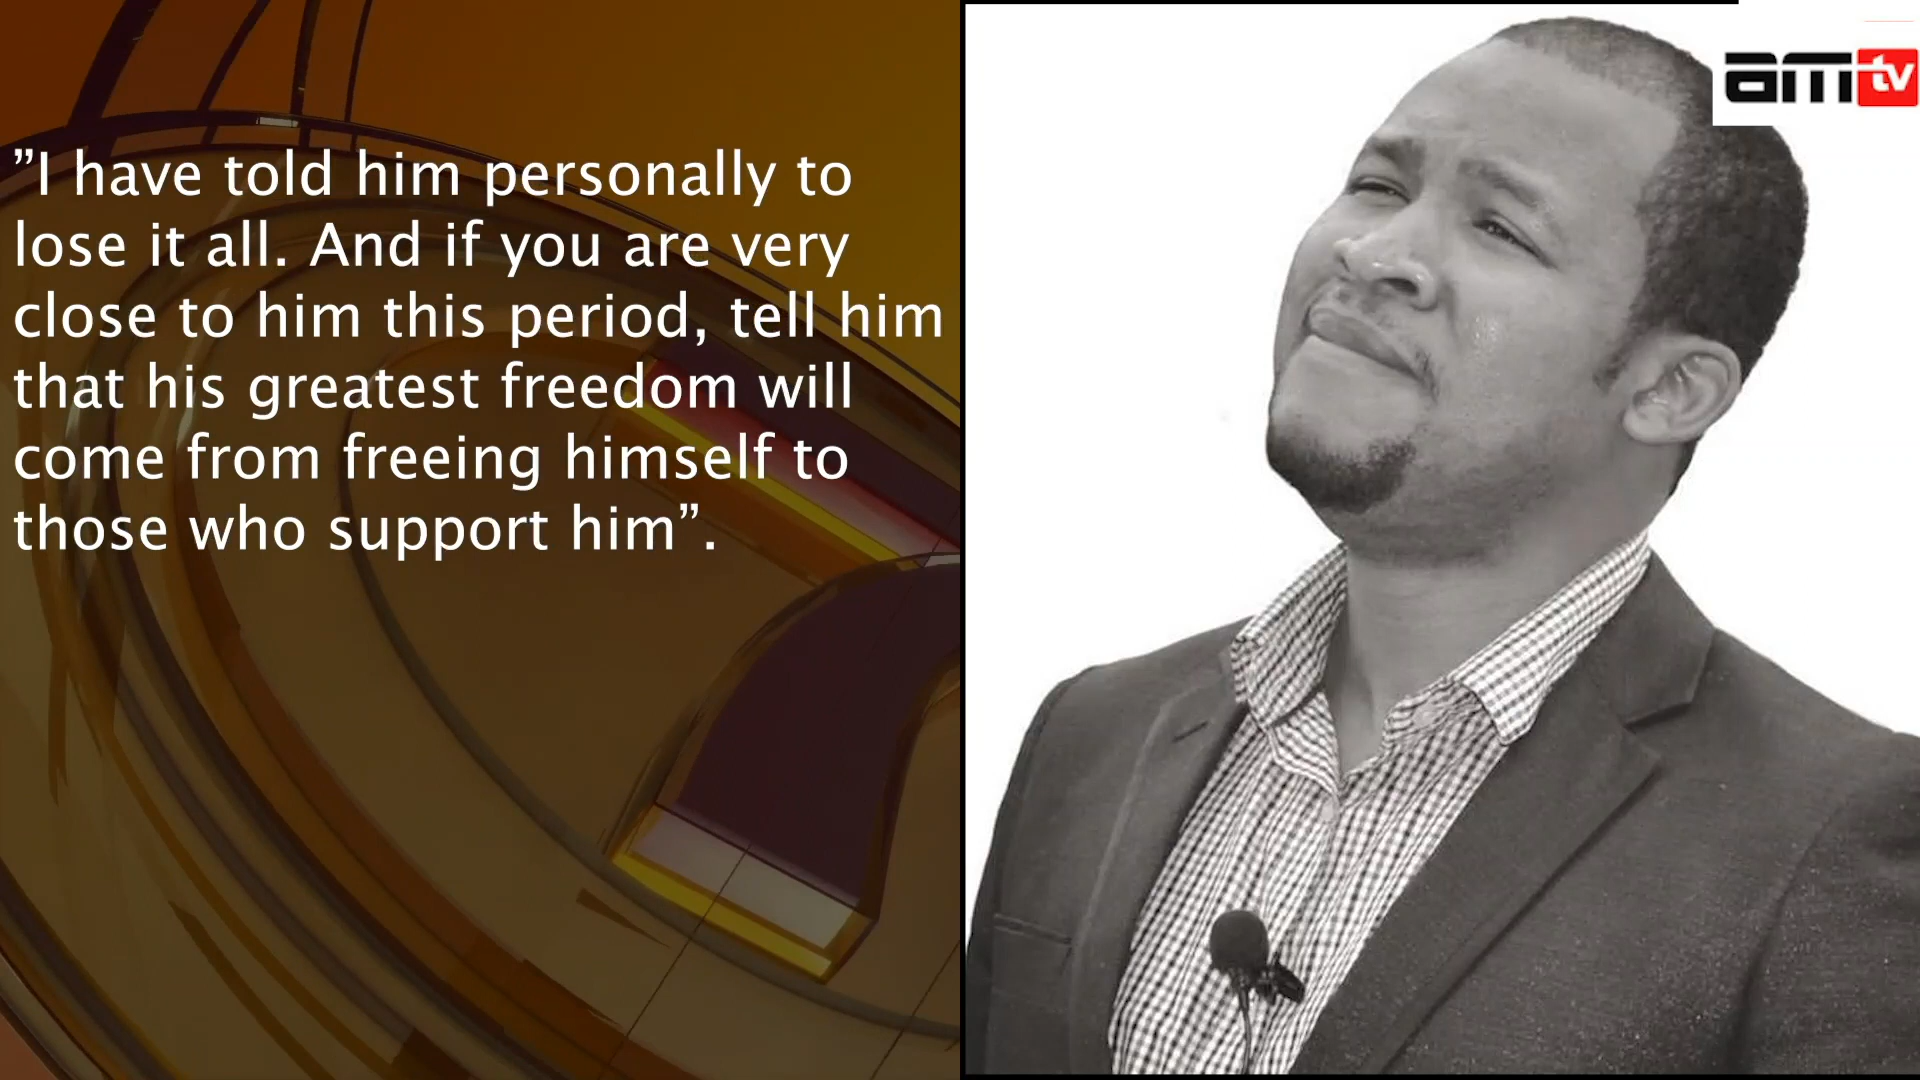 ”I have told him personally to
lose it all. And if you are very
close to him this period, tell him
that his greatest freedom will
come from freeing himself to
those who support him”.
amtv